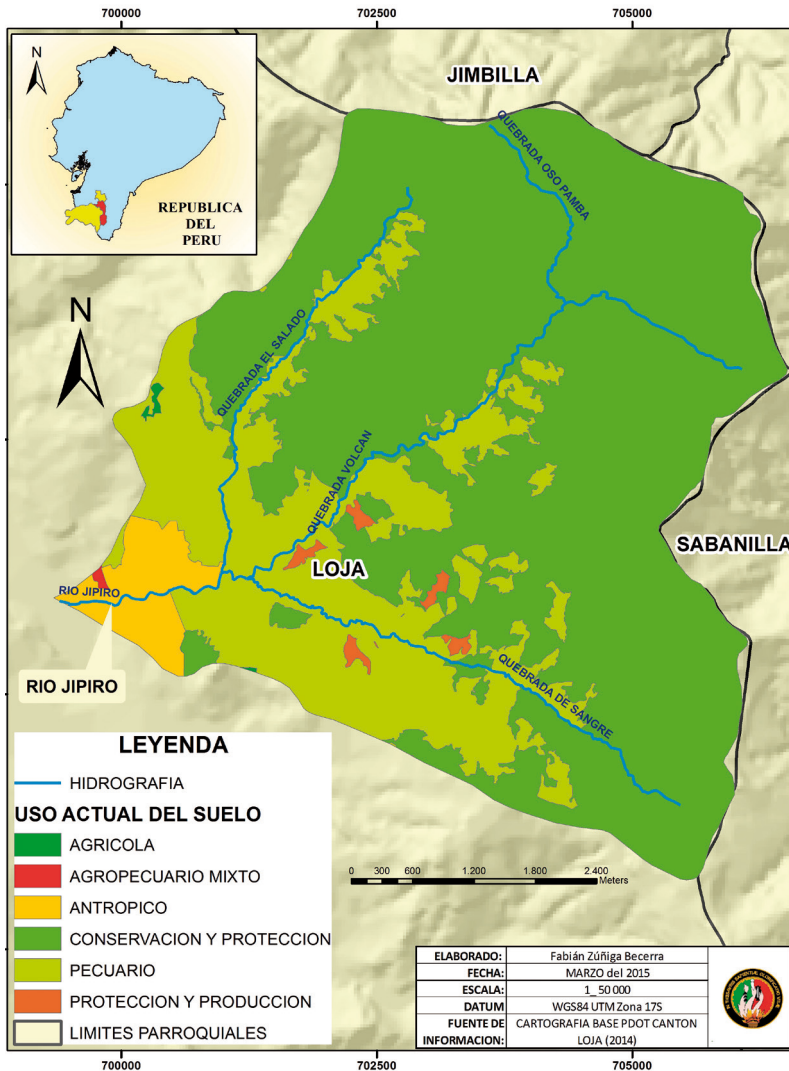 700000 702500 705000
N
REPUBLICA
DEL
PERU
JIMBILLA
QUEBRADA OSO PAMBA
N
QUEBRADA EL SALADO
QUEBRADA VOLCAN
SABANILLA
LOJA
RIO JIPIRO
RIO JIPIRO
QUEBRADA DE SANGRE
LEYENDA
HIDROGRAFIA
USO ACTUAL DEL SUELO
AGRICOLA
AGROPECUARIO MIXTO
ANTROPICO
CONSERVACION Y PROTECCION
PECUARIO
PROTECCION Y PRODUCCION
LIMITES PARROQUIALES
0 300 600 1.200 1.800 2.400
Meters
ELABORADO: Fabián Zúñiga Becerra
FECHA: MARZO del 2015
ESCALA: 1_ 50 000
DATUM WGS84 UTM Zona 17S
FUENTE DE CARTOGRAFIA BASE PDOT CANTON
INFORMACION: LOJA (2014)
700000 702500 705000